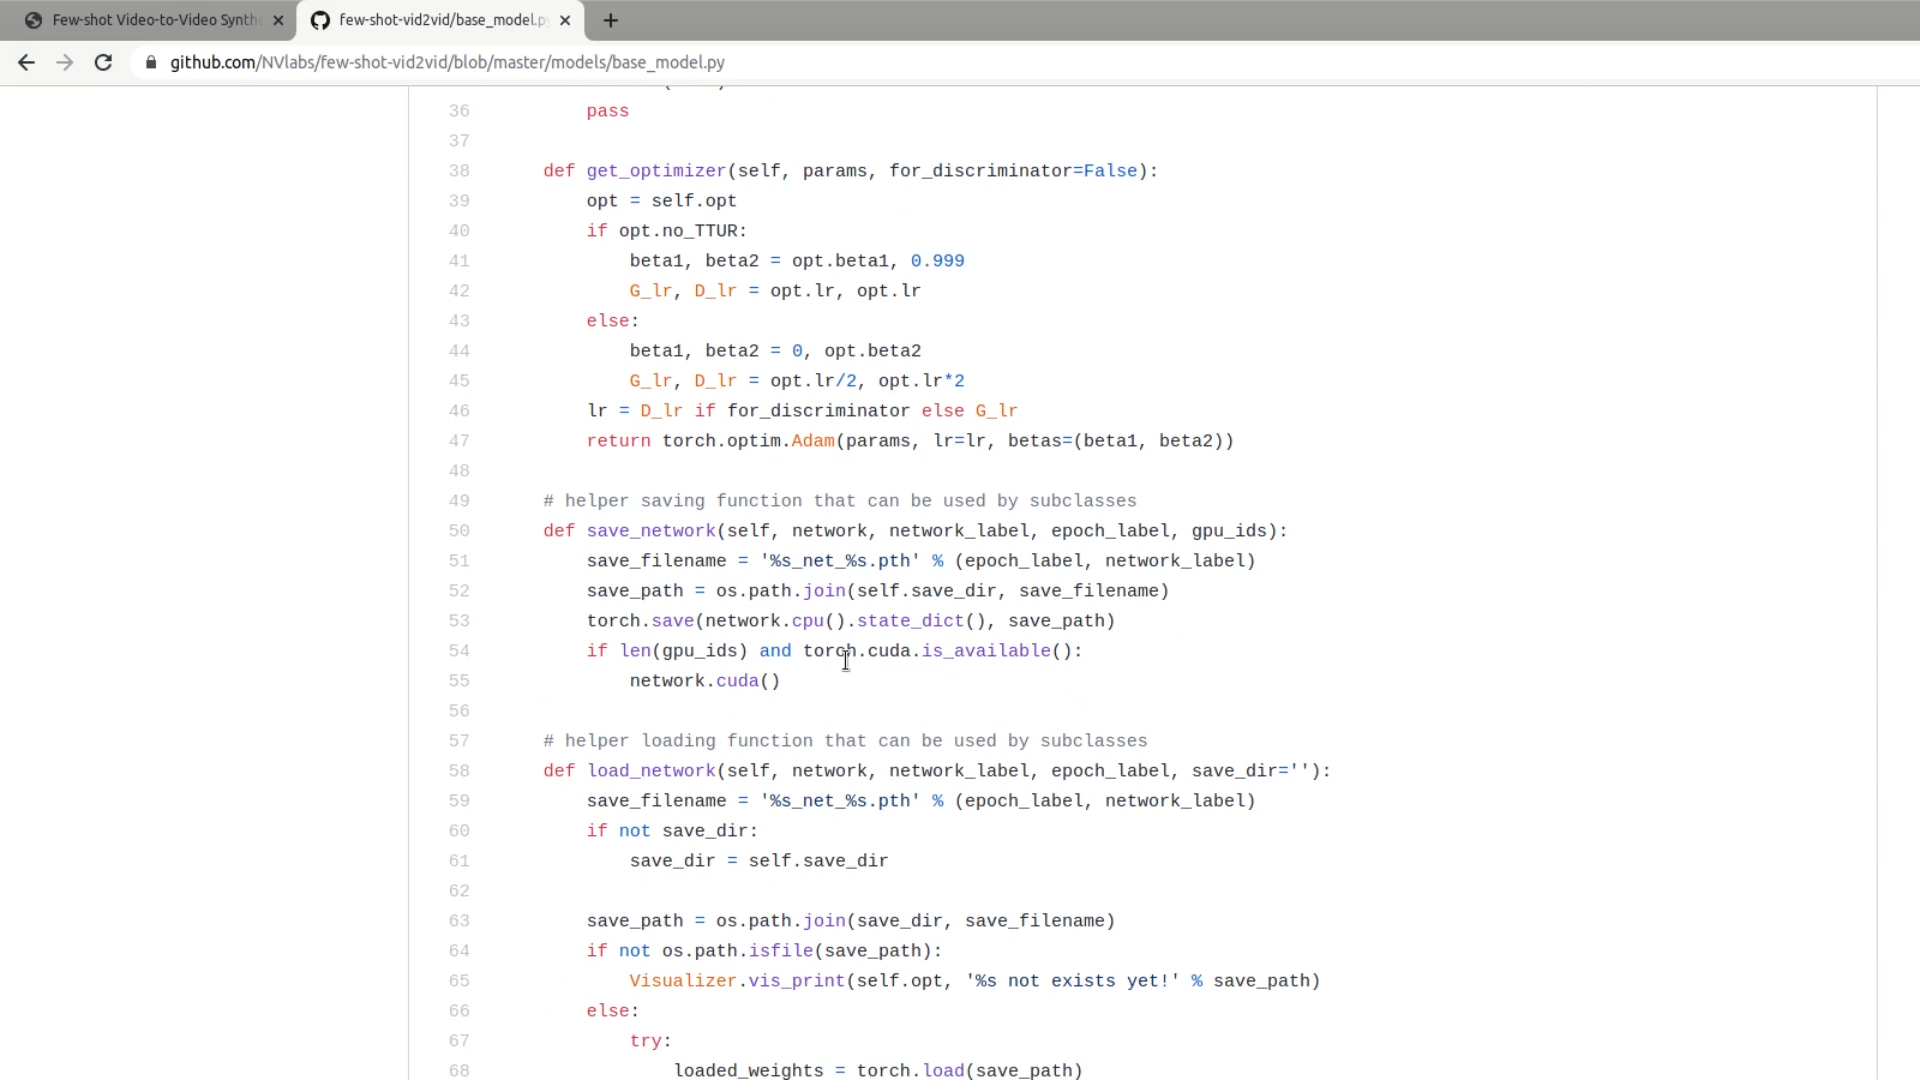 Few-shot Video-to-Video Synth
few-shot-vid2vid/base_model.p
github.com/NVlabs/few-shot-vid2vid/blob/master/models/base_model.py
36 pass
37
38 def get_optimizer(self, params, for_discriminator=False):
39 opt = self.opt
40 if opt.no_TTUR:
41 beta1, beta2 = opt.beta1, 0.999
42 G_lr, D_lr = opt.lr, opt.lr
43 else:
44 beta1, beta2 = 0, opt.beta2
45 G_lr, D_lr = opt.lr/2, opt.lr*2
46 lr = D_lr if for_discriminator else G_lr
47 return torch.optim.Adam(params, lr=lr, betas=(beta1, beta2))
48
49 # helper saving function that can be used by subclasses
50 def save_network(self, network, network_label, epoch_label, gpu_ids):
51 save_filename = '%s_net_%s.pth' % (epoch_label, network_label)
52 save_path = os.path.join(self.save_dir, save_filename)
53 torch.save(network.cpu().state_dict(), save_path)
54 if len(gpu_ids) and torch.cuda.is_available():
55 network.cuda()
56
57 # helper loading function that can be used by subclasses
58 def load_network(self, network, network_label, epoch_label, save_dir=''):
59 save_filename = '%s_net_%s.pth' % (epoch_label, network_label)
60 if not save_dir:
61 save_dir = self.save_dir
62
63 save_path = os.path.join(save_dir, save_filename)
64 if not os.path.isfile(save_path):
65 Visualizer.vis_print(self.opt, '%s not exists yet!' % save_path)
66 else:
67 try:
68 loaded_weights = torch.load(save_path)